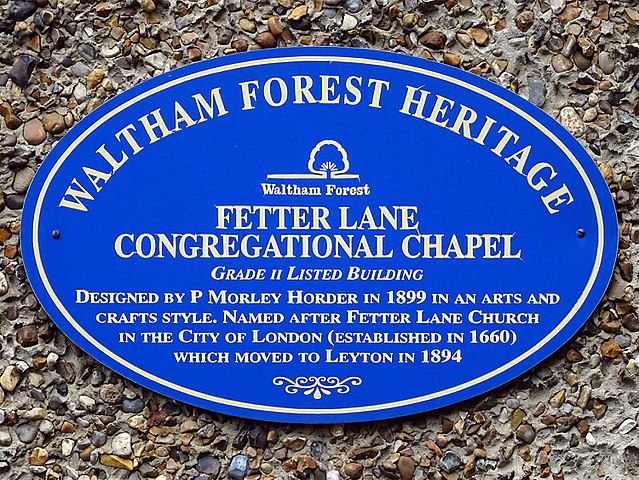 WALTHAM FOREST HERITAGE
Waltham Forest
FETTER LANE
CONGREGATIONAL CHAPEL
GRADE II LISTED BUILDING
DESIGNED BY P MORLEY HORDER IN 1899 IN AN ARTS AND
CRAFTS STYLE. NAMED AFTER FETTER LANE CHURCH
IN THE CITY OF LONDON (ESTABLISHED IN 1660)
WHICH MOVED TO LEYTON IN 1894